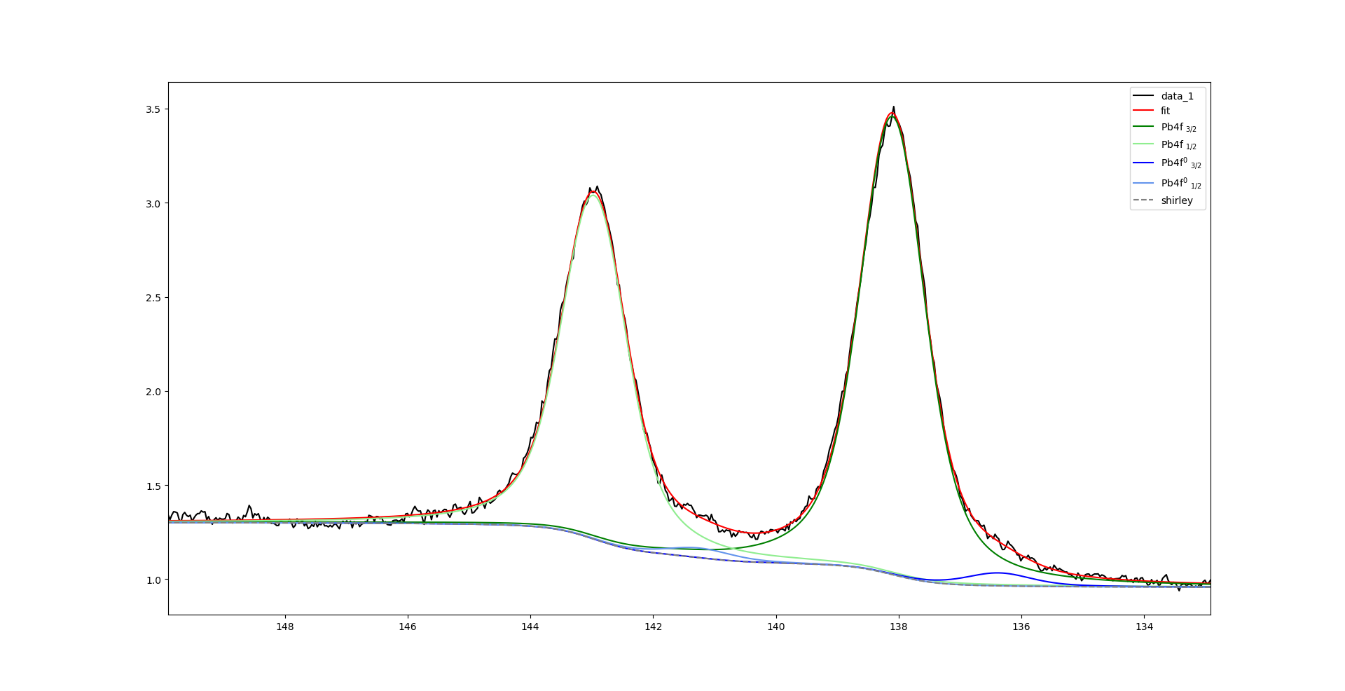 data_1
fit
Pb4f 3/2
Pb4f 1/2
Pb4f⁰ 3/2
Pb4f⁰ 1/2
shirley
3.5
3.0
2.5
2.0
1.5
1.0
148 146 144 142 140 138 136 134